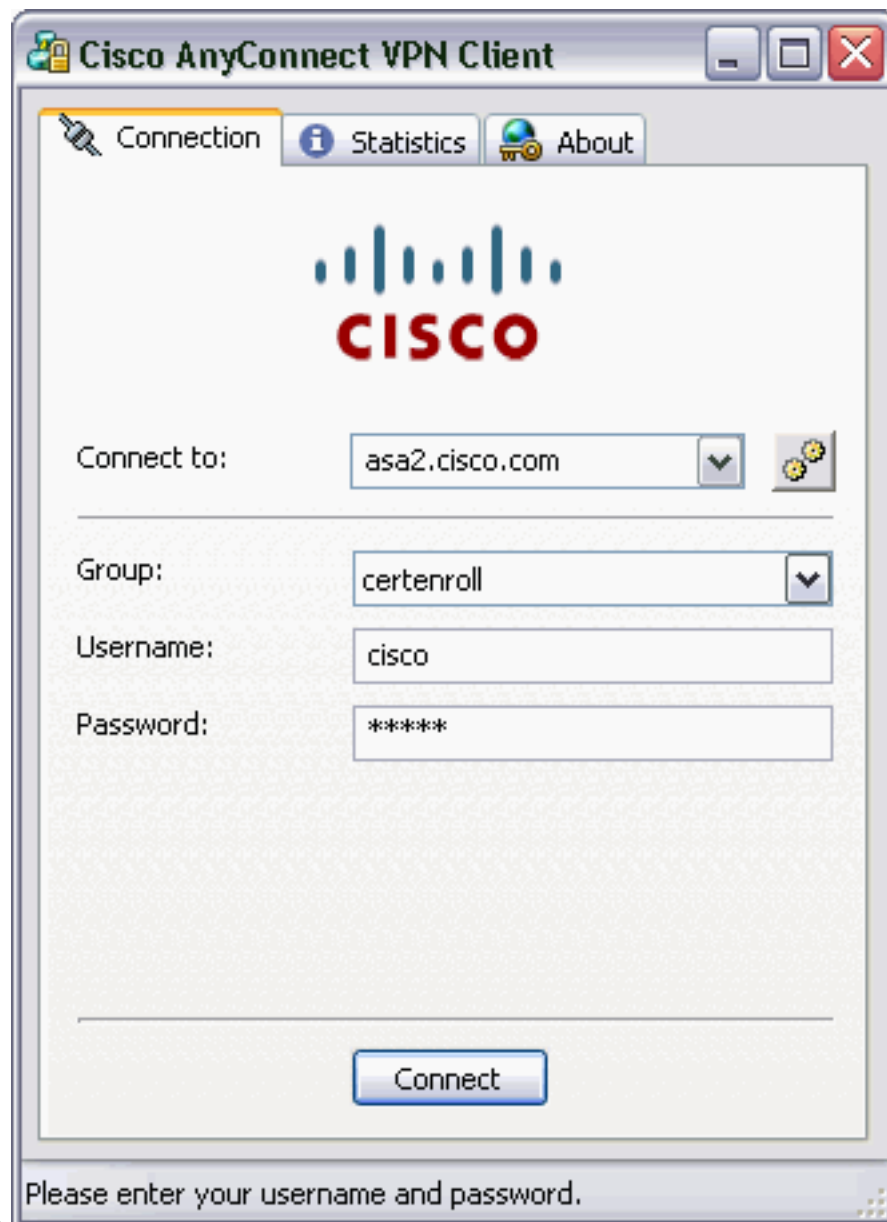 Cisco AnyConnect VPN Client
Connection Statistics About
CISCO
Connect to: asa2.cisco.com
Group: certenroll
Username: cisco
Password: *****
Connect
Please enter your username and password.